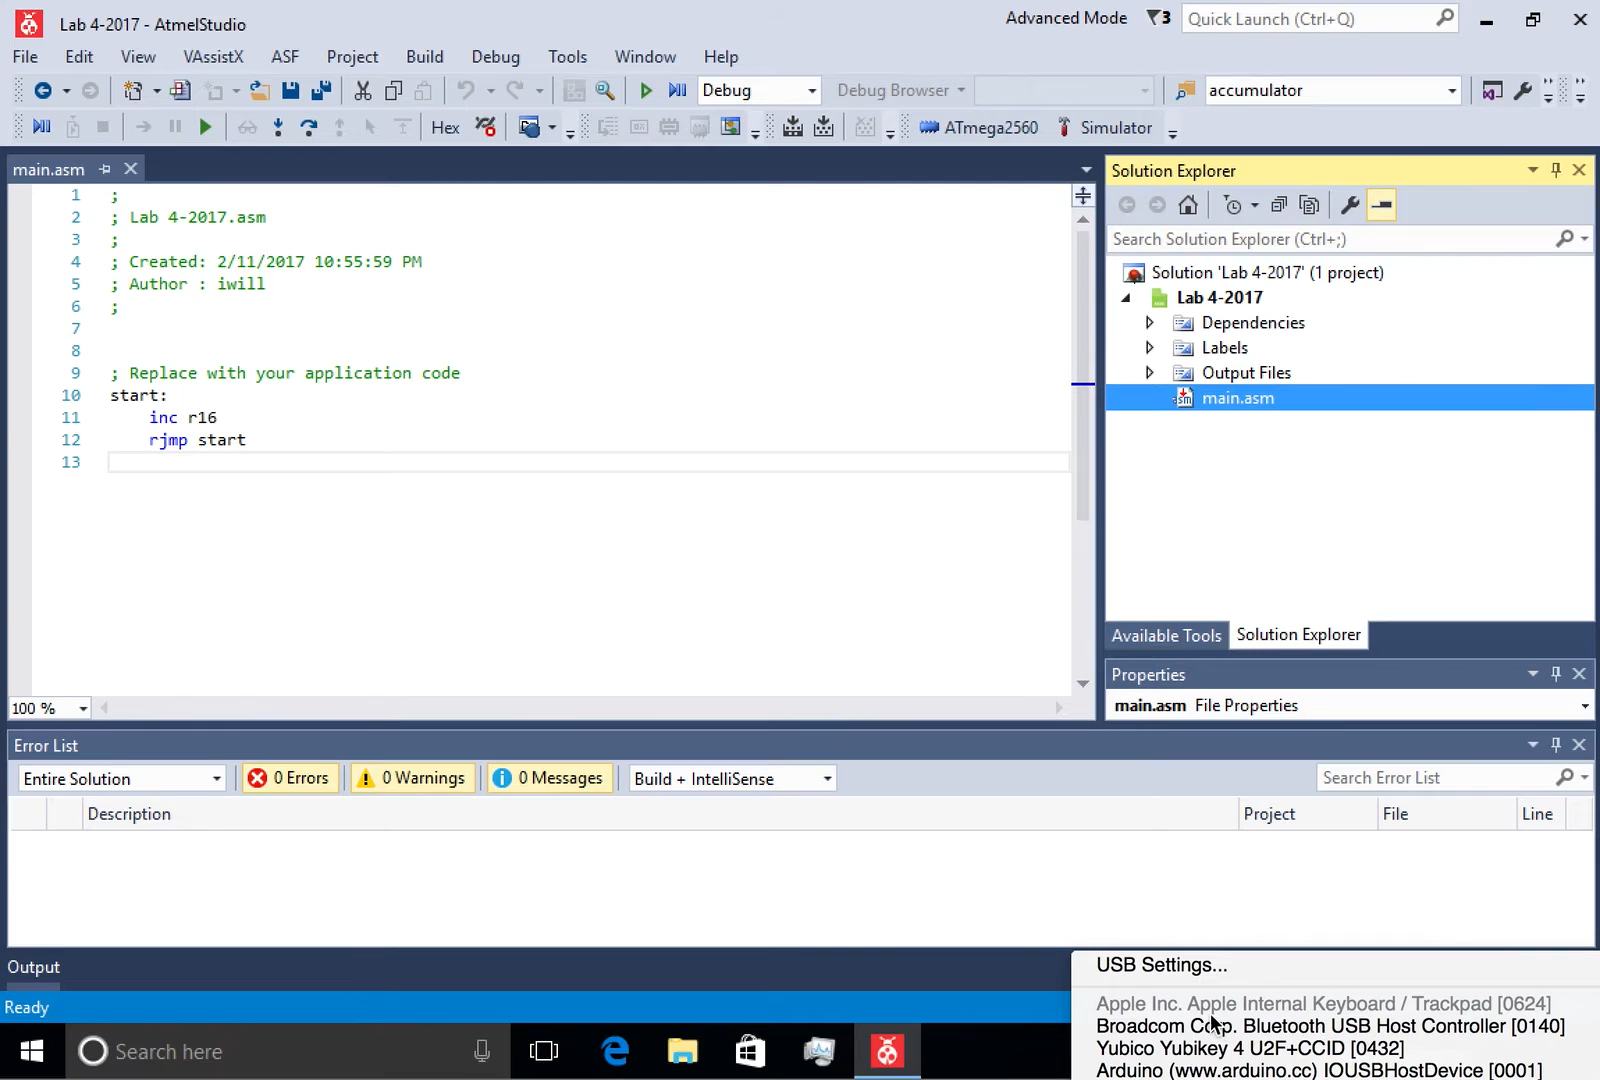 Lab 4-2017 - AtmelStudio
Advanced Mode
3
Quick Launch (Ctrl+Q)
File Edit View VAssistX ASF Project Build Debug Tools Window Help
Debug
Debug Browser
accumulator
Hex
ATmega2560
Simulator
main.asm
1 ;
2 ; Lab 4-2017.asm
3 ;
4 ; Created: 2/11/2017 10:55:59 PM
5 ; Author : iwill
6 ;
7
8
9 ; Replace with your application code
10 start:
11 inc r16
12 rjmp start
13
100 %
Solution Explorer
Search Solution Explorer (Ctrl+;)
Solution 'Lab 4-2017' (1 project)
Lab 4-2017
Dependencies
Labels
Output Files
main.asm
Available Tools Solution Explorer
Properties
main.asm File Properties
Error List
Entire Solution
0 Errors
0 Warnings
0 Messages
Build + IntelliSense
Search Error List
Description Project File Line
Output
Ready
USB Settings...
Apple Inc. Apple Internal Keyboard / Trackpad [0624]
Broadcom Corp. Bluetooth USB Host Controller [0140]
Yubico Yubikey 4 U2F+CCID [0432]
Arduino (www.arduino.cc) IOUSBHostDevice [0001]
Search here